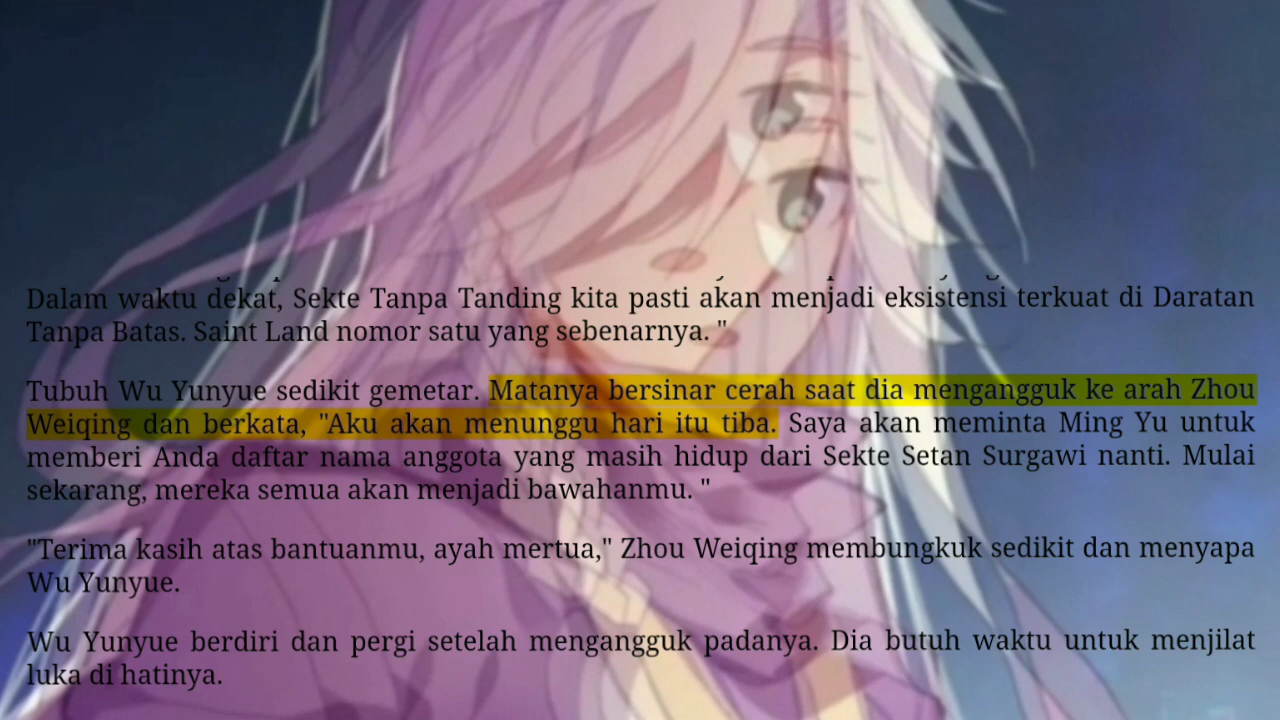 Dalam waktu dekat, Sekte Tanpa Tanding kita pasti akan menjadi eksistensi terkuat di Daratan
Tanpa Batas. Saint Land nomor satu yang sebenarnya. "
Tubuh Wu Yunyue sedikit gemetar. Matanya bersinar cerah saat dia mengangguk ke arah Zhou
Weiqing dan berkata, "Aku akan menunggu hari itu tiba. Saya akan meminta Ming Yu untuk
memberi Anda daftar nama anggota yang masih hidup dari Sekte Setan Surgawi nanti. Mulai
sekarang, mereka semua akan menjadi bawahanmu. "
"Terima kasih atas bantuanmu, ayah mertua," Zhou Weiqing membungkuk sedikit dan menyapa
Wu Yunyue.
Wu Yunyue berdiri dan pergi setelah mengangguk padanya. Dia butuh waktu untuk menjilat
luka di hatinya.